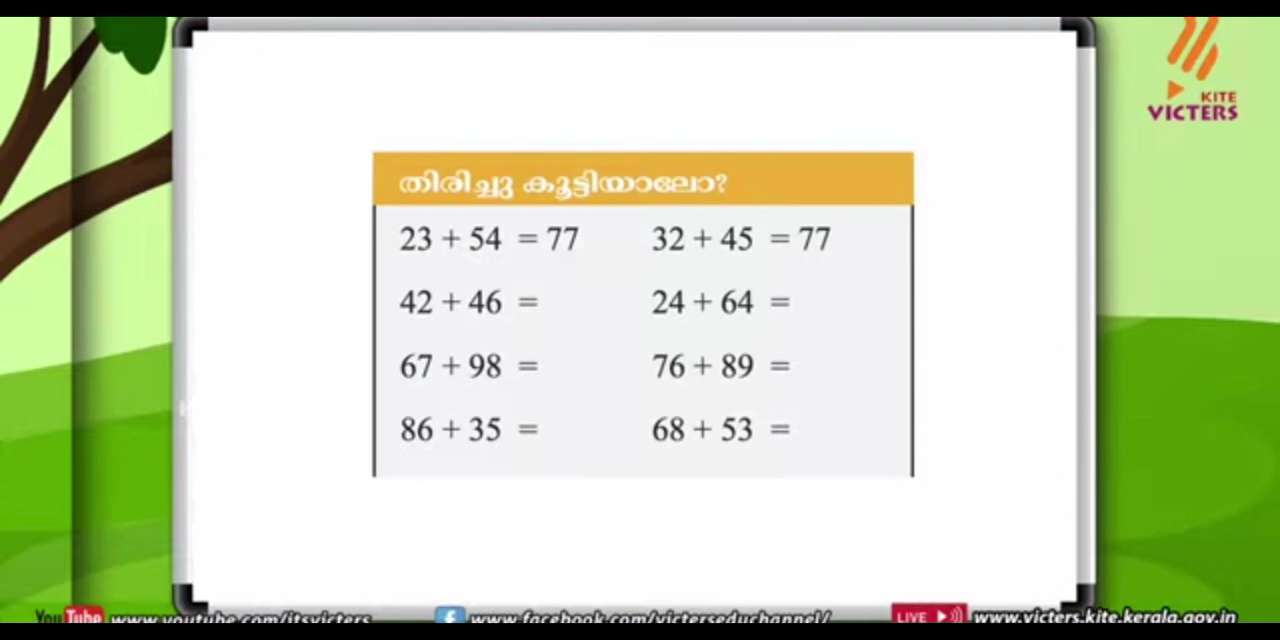 KITE
VICTERS
തിരിച്ചു കൂട്ടിയാലോ?
23 + 54 = 77 32 + 45 = 77
42 + 46 = 24 + 64 =
67 + 98 = 76 + 89 =
86 + 35 = 68 + 53 =
YouTube www.youtube.com/itsvicters f www.facebook.com/victerseduchannel/ LIVE www.victers.kite.kerala.gov.in